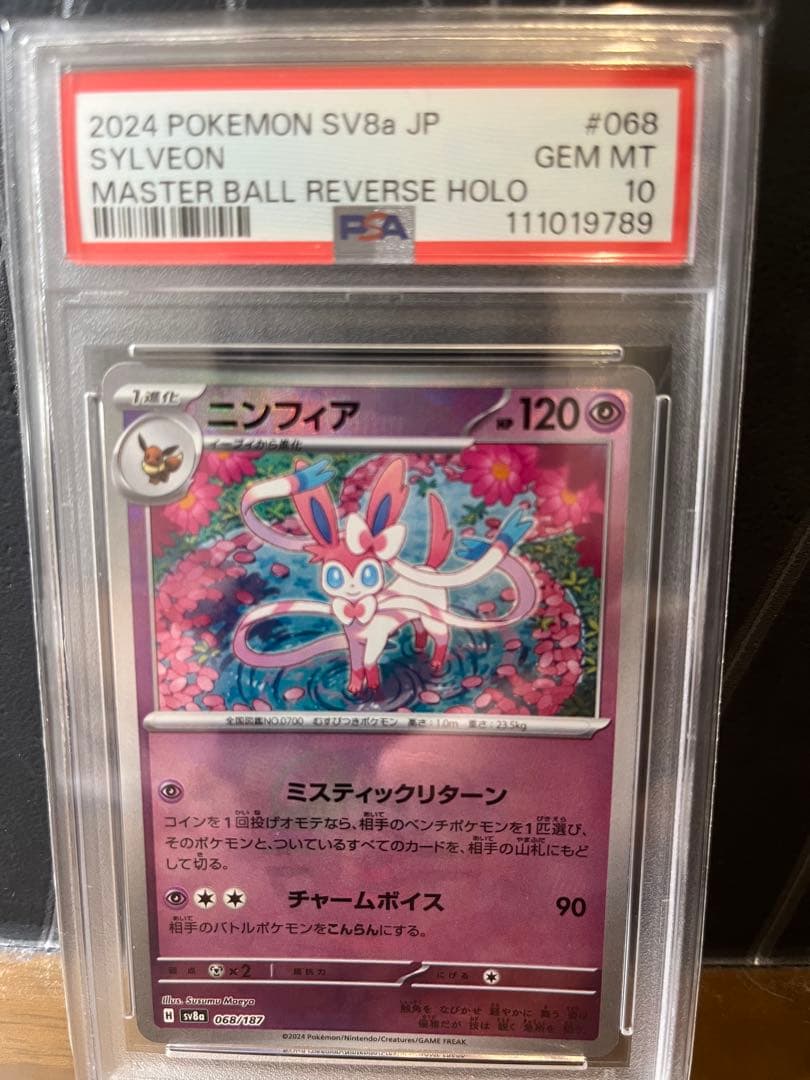 2024 POKEMON SV8a JP #068
SYLVEON GEM MT
MASTER BALL REVERSE HOLO 10
PSA 111019789
1進化
ニンフィア HP 120
イーブイから進化
全国図鑑NO.0700 むすびつきポケモン 高さ:1.0m 重さ:23.5kg
ミスティックリターン
コインを1回投げオモテなら、相手のベンチポケモンを1匹選び、
そのポケモンと、ついているすべてのカードを、相手の山札にもど
して切る。
チャームボイス 90
相手のバトルポケモンをこんらんにする。
弱点 ×2 抵抗力 にげる
Illus. Susumu Maeya
H sv8a 068/187
©2024 Pokémon/Nintendo/Creatures/GAME FREAK